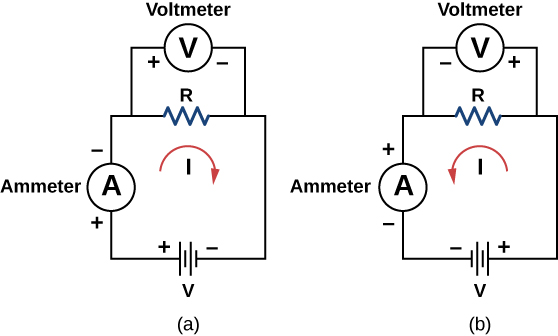 Voltmeter
V
+ −
R
−
Ammeter A
I
+
+ −
V
(a)
Voltmeter
V
− +
R
+
Ammeter A
I
−
− +
V
(b)